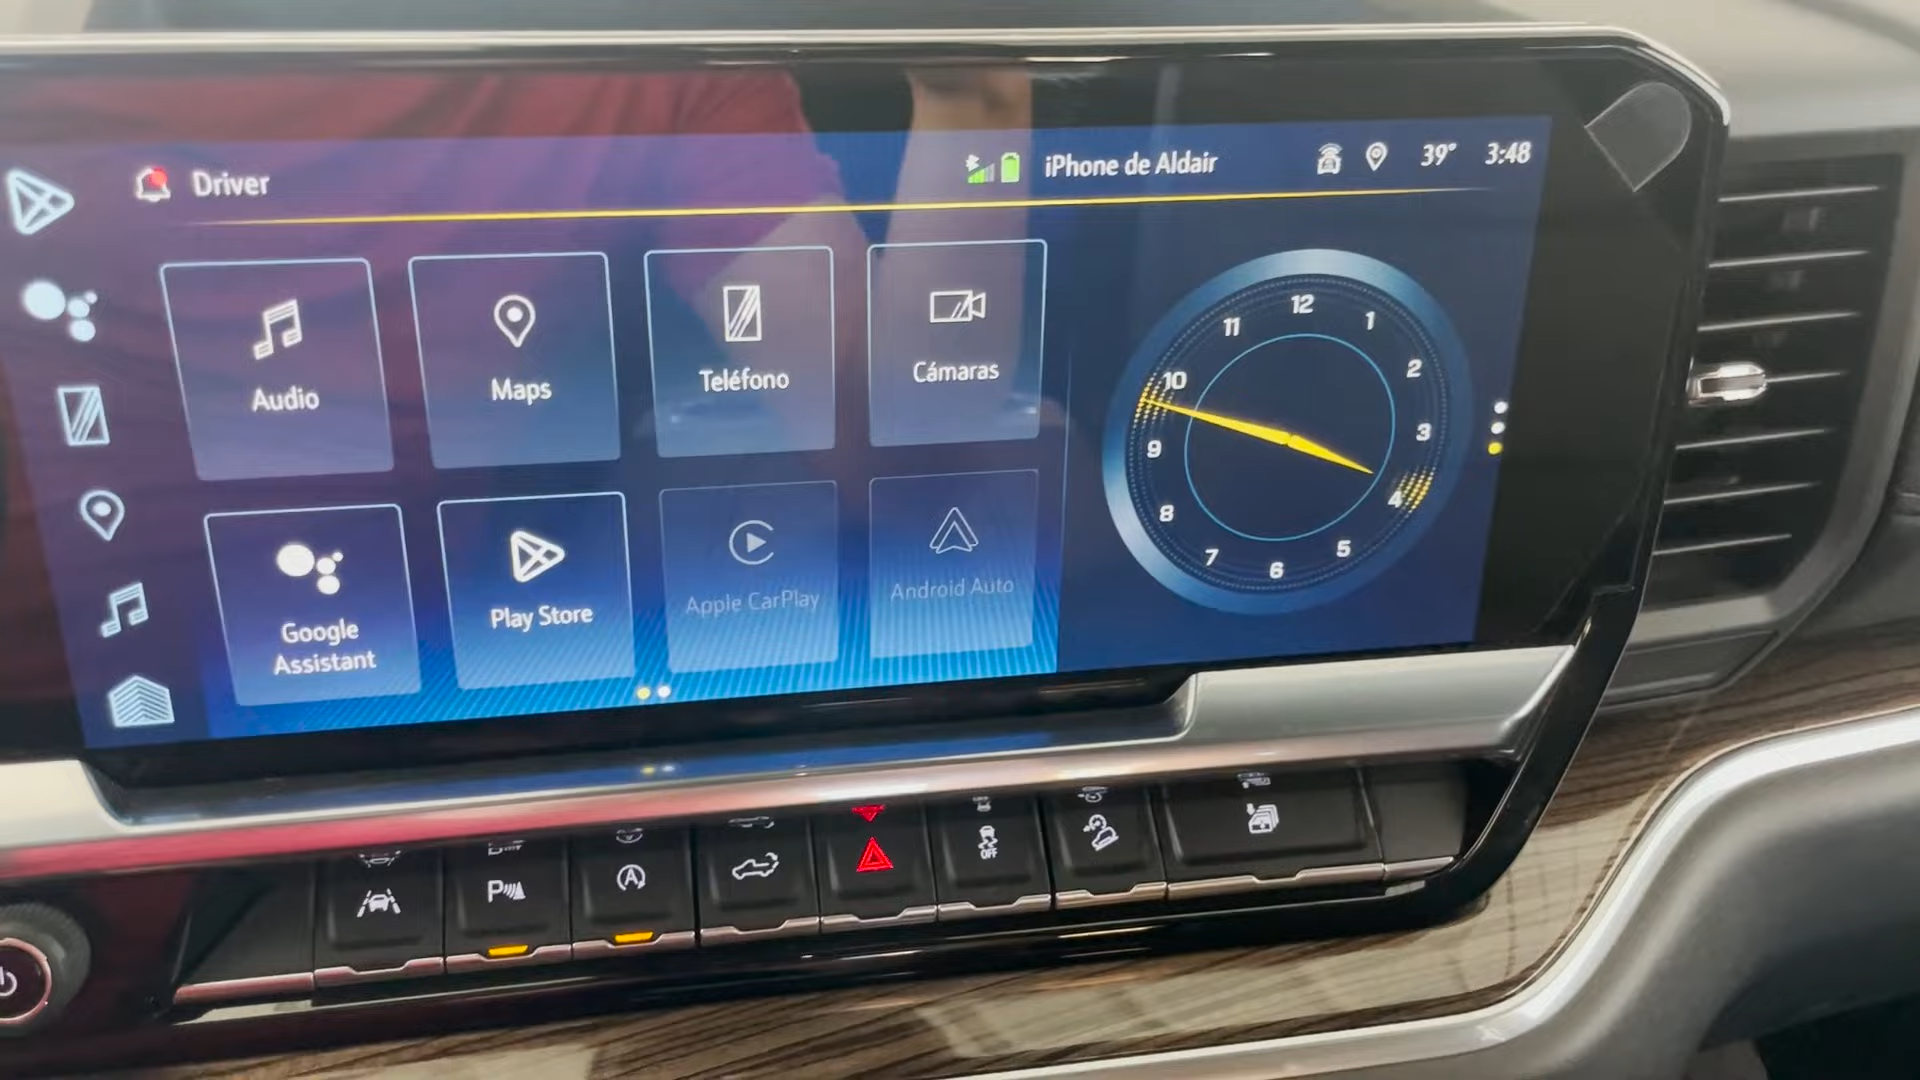 Driver
iPhone de Aldair
39°
3:48
Audio
Maps
Teléfono
Cámaras
Google
Assistant
Play Store
Apple CarPlay
Android Auto
12
1
2
3
4
5
6
7
8
9
10
11
P
A
OFF